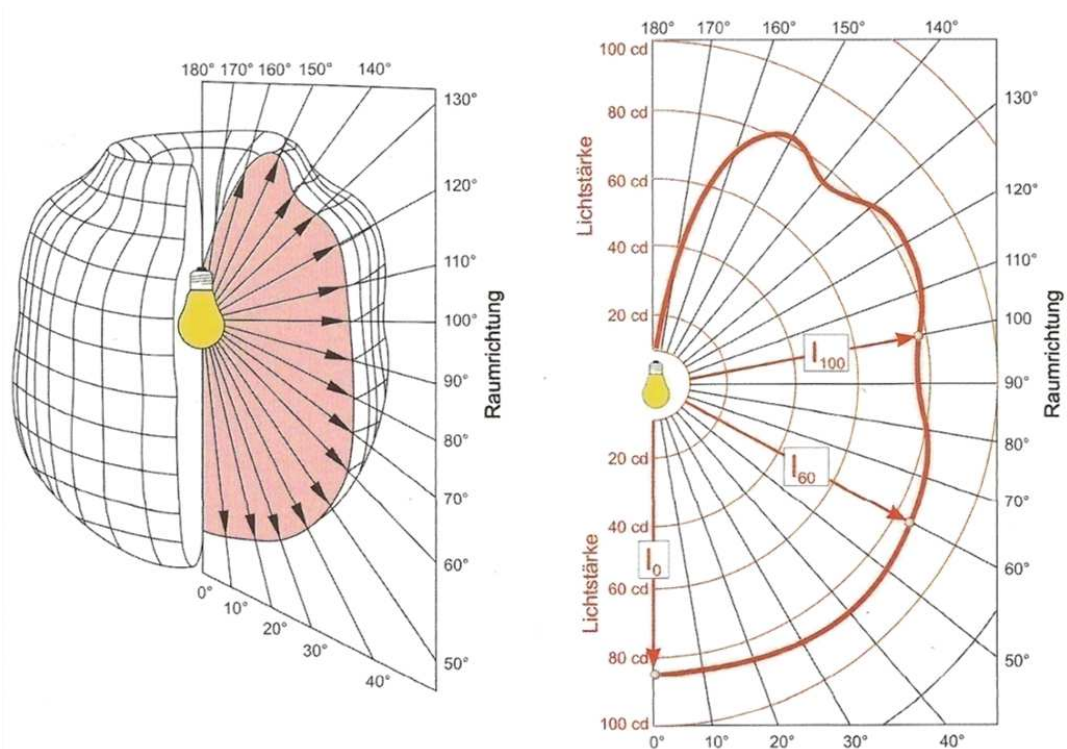 180° 170° 160° 150° 140°
130°
120°
110°
100°
90°
80°
70°
60°
50°
0°
10°
20°
30°
40°
Raumrichtung
180° 170° 160° 150° 140°
100 cd
80 cd
60 cd
40 cd
20 cd
Lichtstärke
130°
120°
110°
100
90°
80°
70°
60°
50°
Raumrichtung
I100
I60
I0
20 cd
40 cd
60 cd
80 cd
100 cd
Lichtstärke
0° 10° 20° 30° 40°